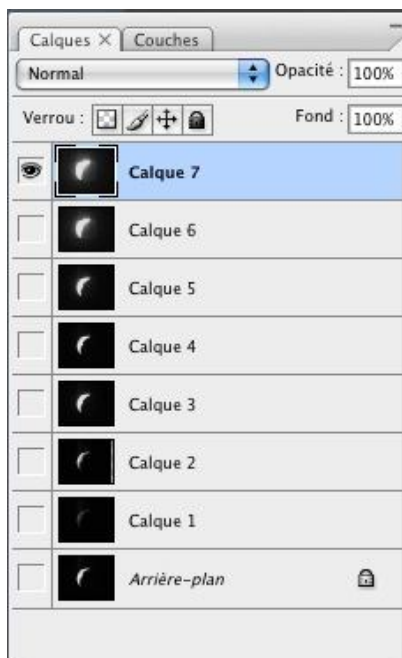 Calques × Couches
Normal Opacité : 100%
Verrou : Fond : 100%
Calque 7
Calque 6
Calque 5
Calque 4
Calque 3
Calque 2
Calque 1
Arrière-plan